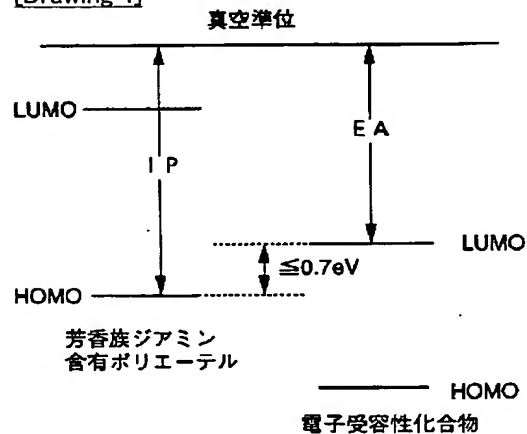 [Drawing 4]
真空準位
LUMO
EA
IP
LUMO
≦0.7eV
HOMO
芳香族ジアミン
含有ポリエーテル
HOMO
電子受容性化合物